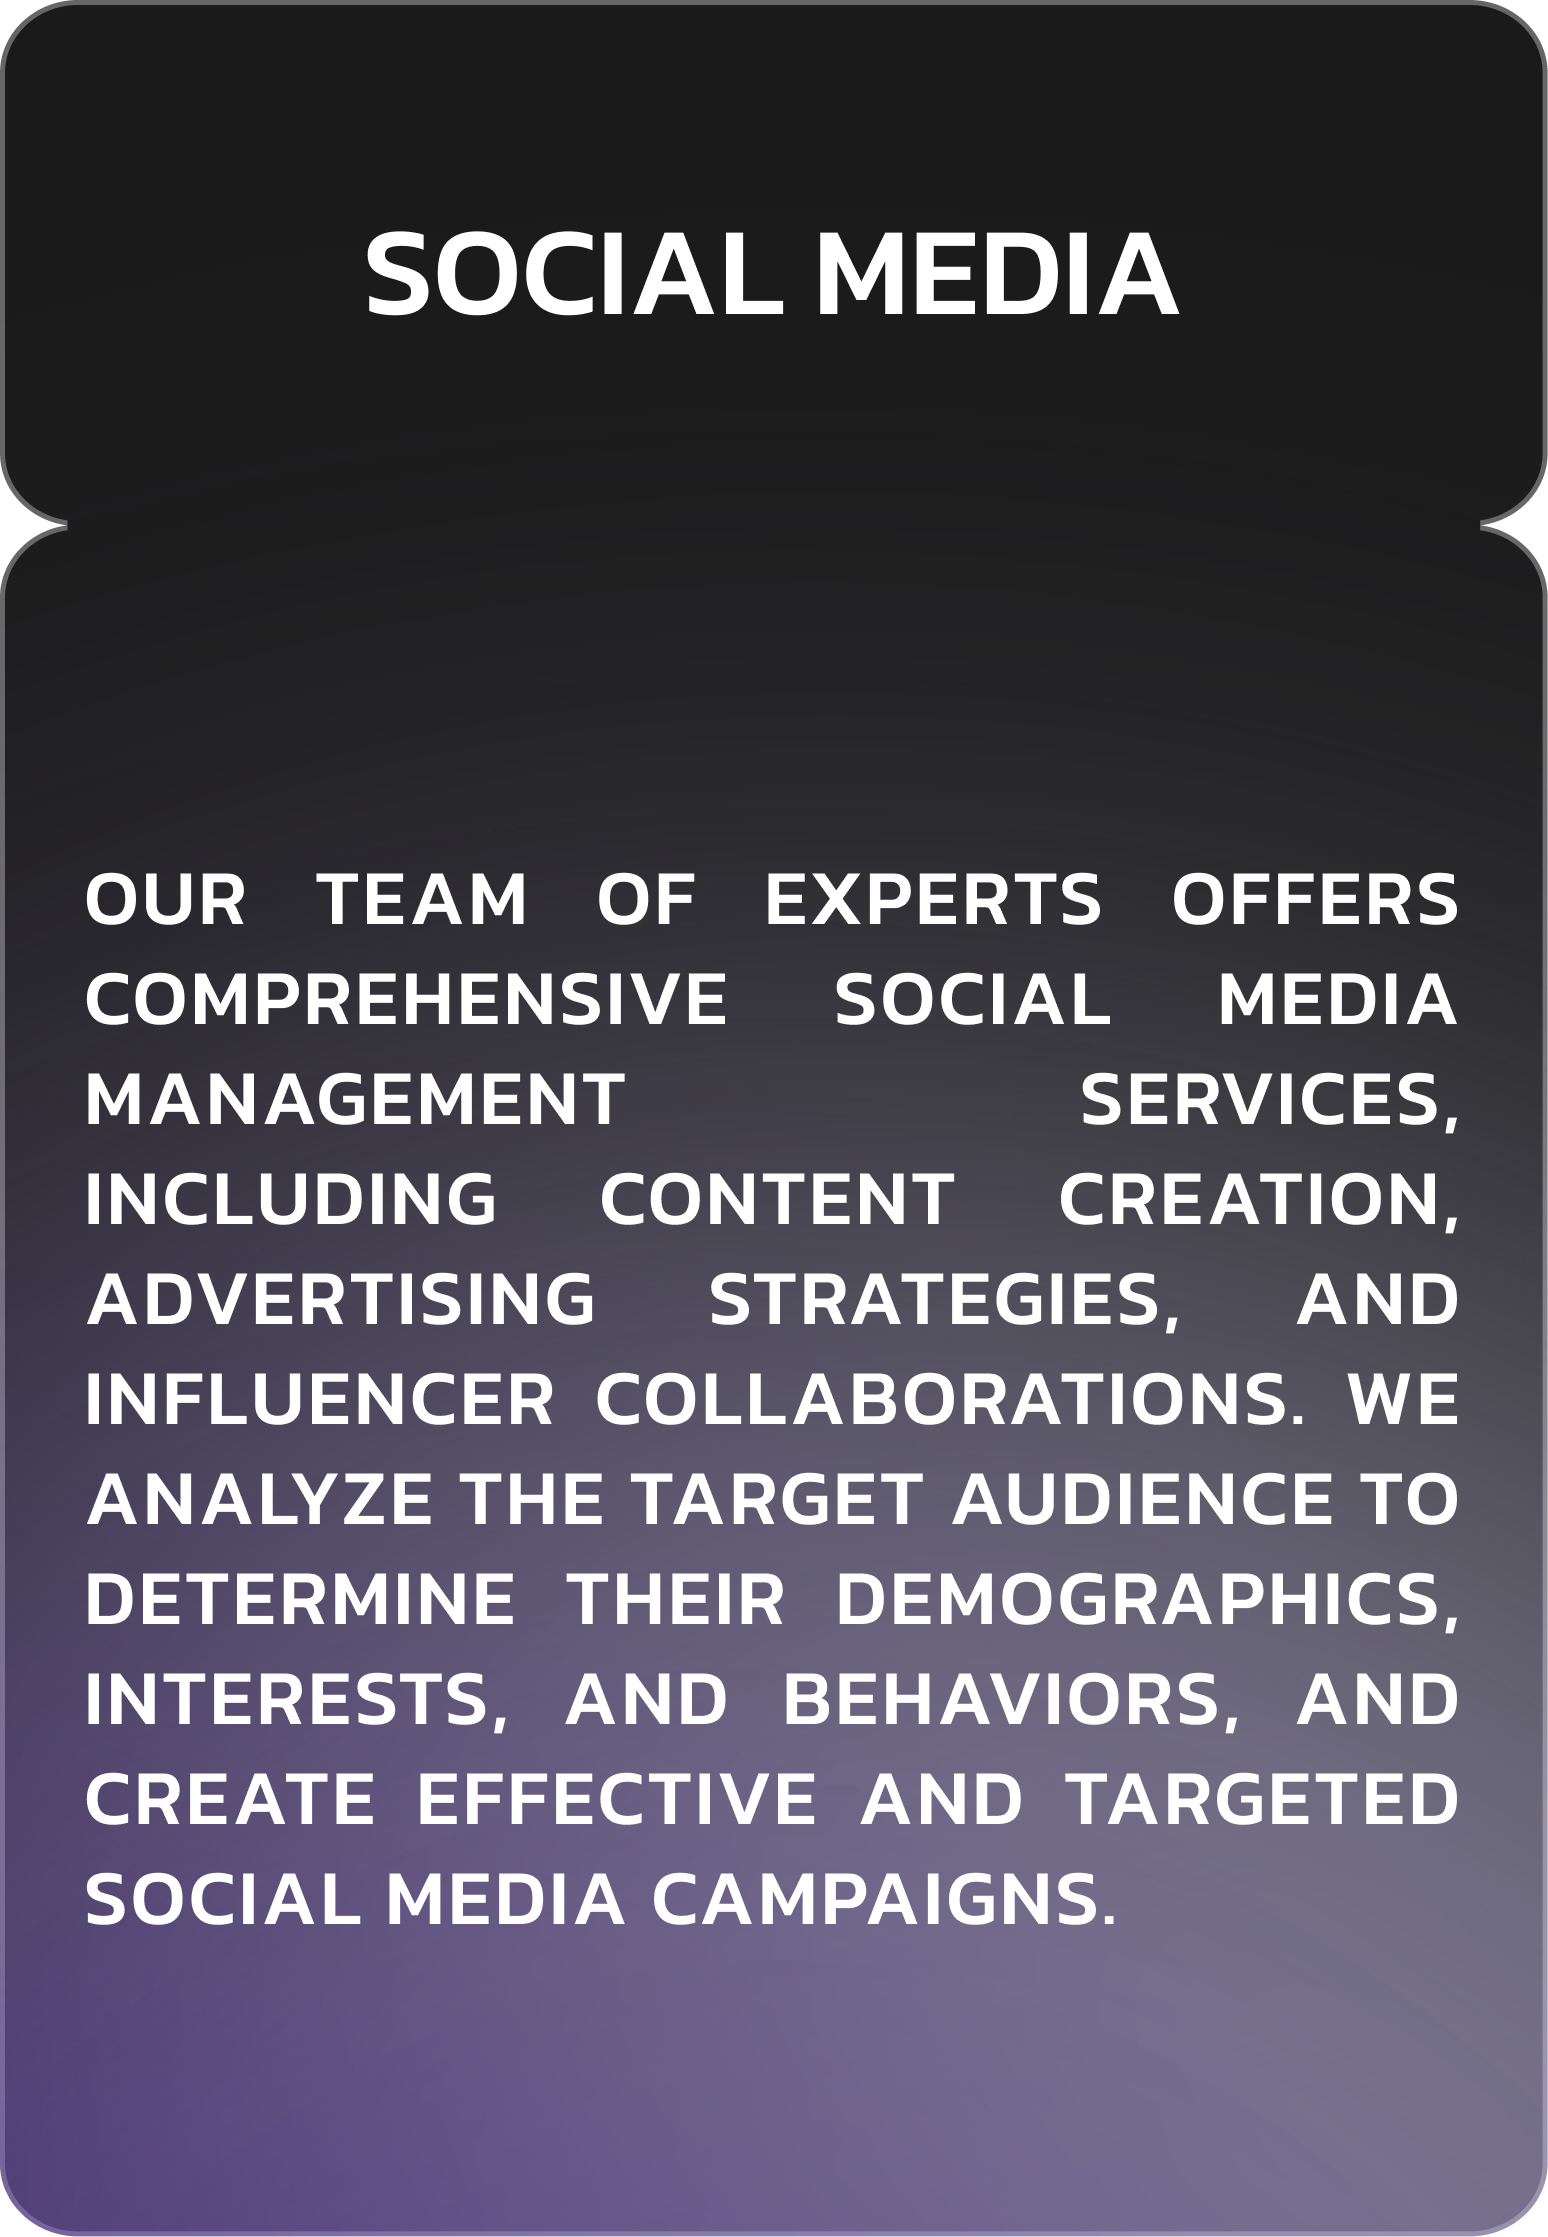 SOCIAL MEDIA
OUR TEAM OF EXPERTS OFFERS
COMPREHENSIVE SOCIAL MEDIA
MANAGEMENT SERVICES,
INCLUDING CONTENT CREATION,
ADVERTISING STRATEGIES, AND
INFLUENCER COLLABORATIONS. WE
ANALYZE THE TARGET AUDIENCE TO
DETERMINE THEIR DEMOGRAPHICS,
INTERESTS, AND BEHAVIORS, AND
CREATE EFFECTIVE AND TARGETED
SOCIAL MEDIA CAMPAIGNS.